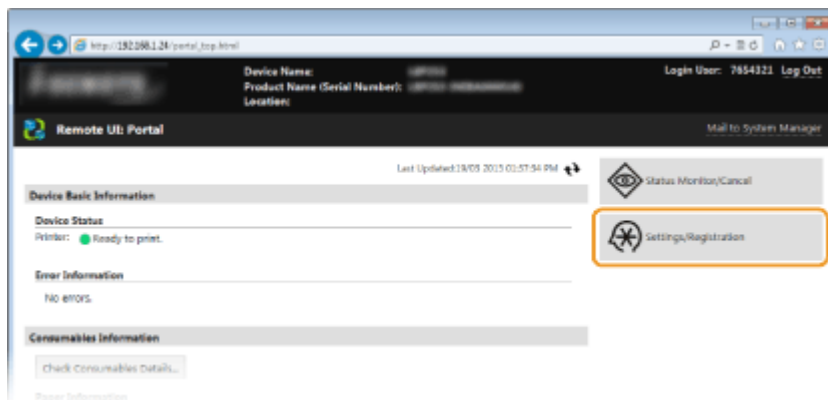 http://192.168.1.24/portal_top.html
Device Name:
Product Name (Serial Number):
Location:
Login User: 7654321 Log Out
Remote UI: Portal
Mail to System Manager
Last Updated:19/03 2015 01:57:54 PM
Status Monitor/Cancel
Device Basic Information
Device Status
Printer: Ready to print.
Settings/Registration
Error Information
No errors.
Consumables Information
Check Consumables Details...
Paper Information